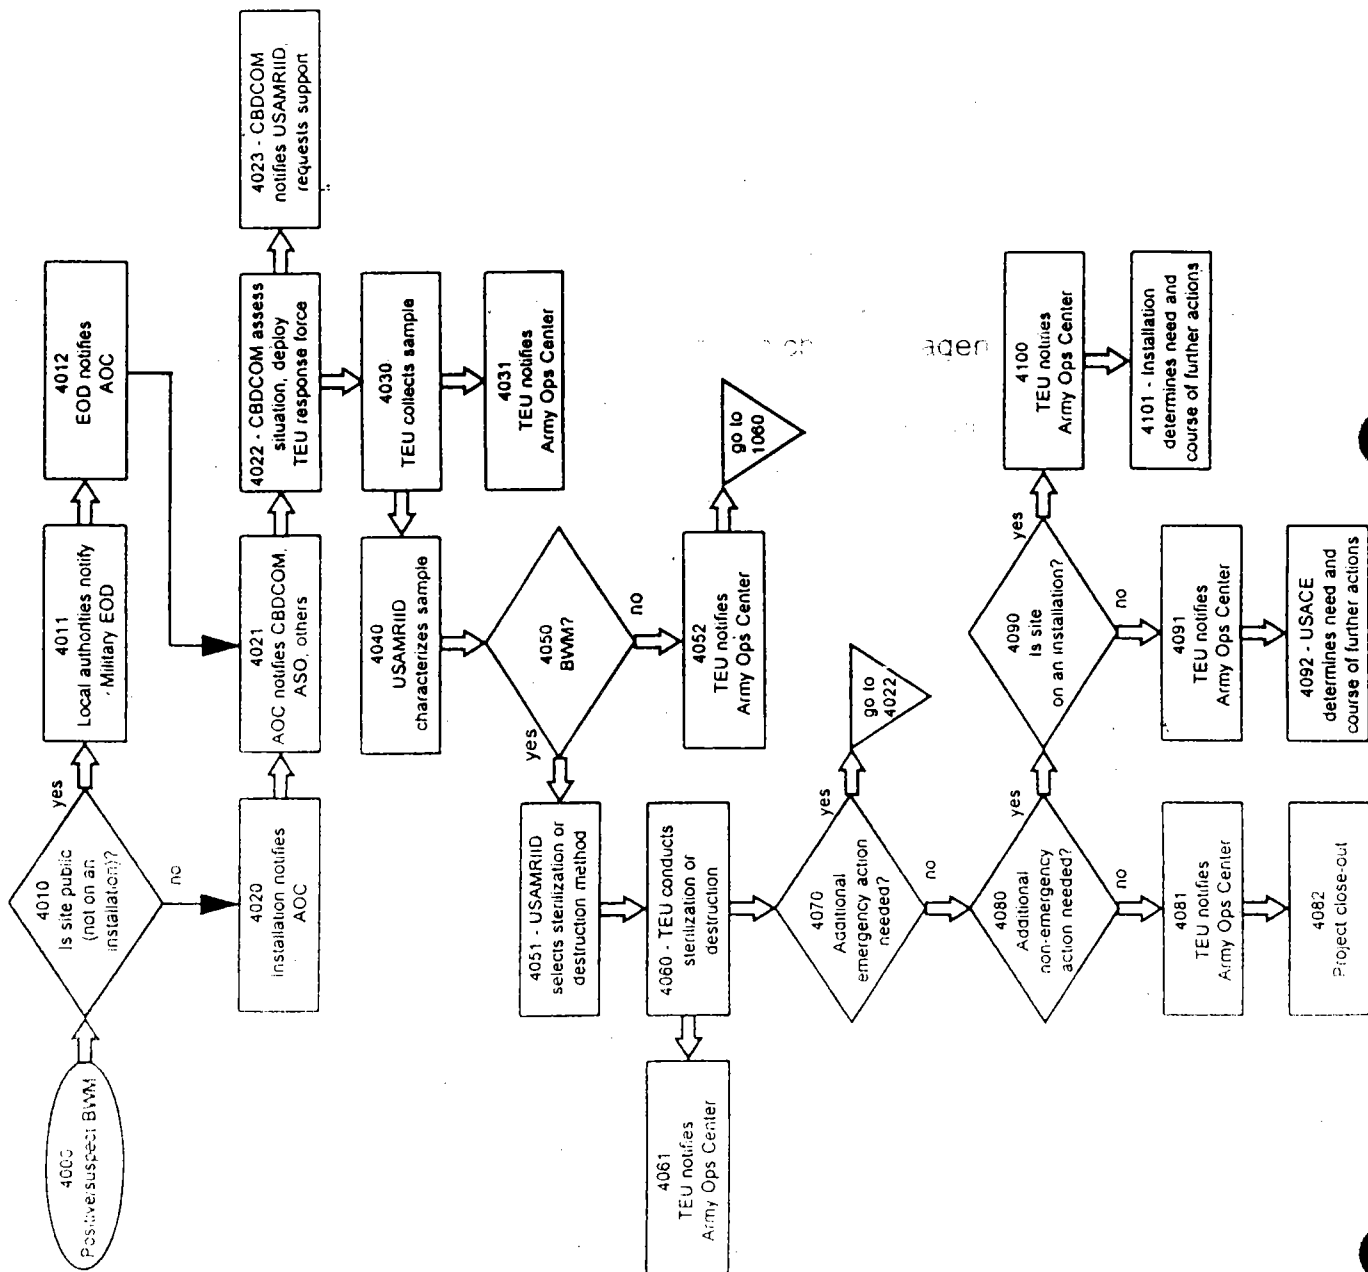 4000
Positive/suspect BWM
4010
Is site public
(not on an
installation)?
yes
no
4011
Local authorities notify
Military EOD
4012
EOD notifies
AOC
4020
installation notifies
AOC
4021
AOC notifies CBDCOM,
ASO, others
4022 - CBDCOM assess
situation, deploy
TEU response force
4023 - CBDCOM
notifies USAMRIID,
requests support
4030
TEU collects sample
4031
TEU notifies
Army Ops Center
4040
USAMRIID
characterizes sample
4050
BWM?
yes
no
4052
TEU notifies
Army Ops Center
go to
1060
4051 - USAMRIID
selects sterilization or
destruction method
4060 - TEU conducts
sterilization or
destruction
4061
TEU notifies
Army Ops Center
4070
Additional
emergency action
needed?
yes
no
go to
4022
4080
Additional
non-emergency
action needed?
yes
no
4081
TEU notifies
Army Ops Center
4082
Project close-out
4090
Is site
on an installation?
yes
no
4091
TEU notifies
Army Ops Center
4092 - USACE
determines need and
course of further actions
4100
TEU notifies
Army Ops Center
4101 - Installation
determines need and
course of further actions